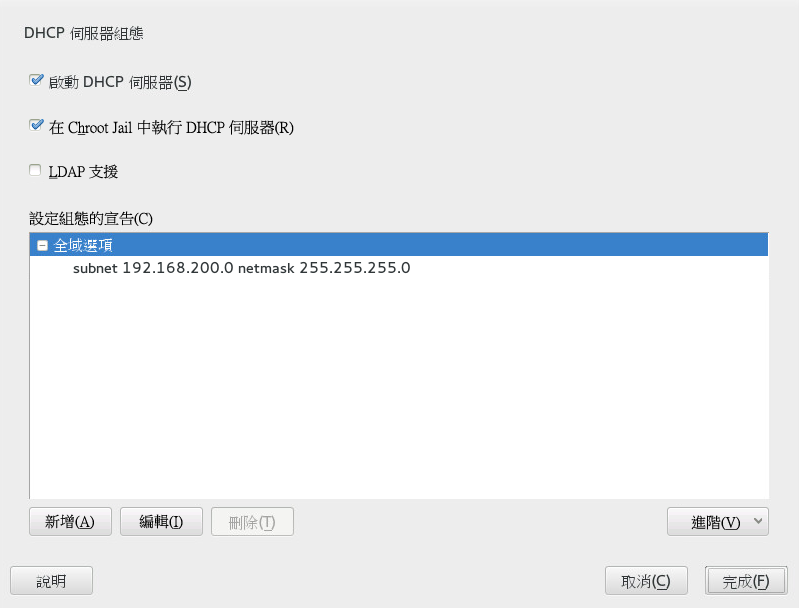 DHCP 伺服器組態
啟動 DHCP 伺服器(S)
在 Chroot Jail 中執行 DHCP 伺服器(R)
LDAP 支援
設定組態的宣告(C)
全域選項
subnet 192.168.200.0 netmask 255.255.255.0
新增(A) 編輯(I) 刪除(T) 進階(V)
說明 取消(C) 完成(F)